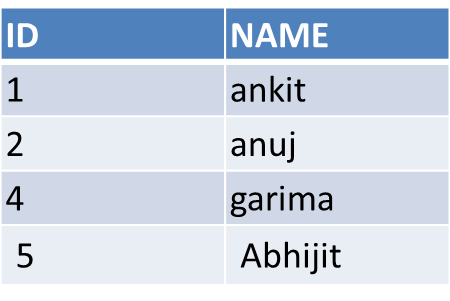 ID NAME
1 ankit
2 anuj
4 garima
5 Abhijit